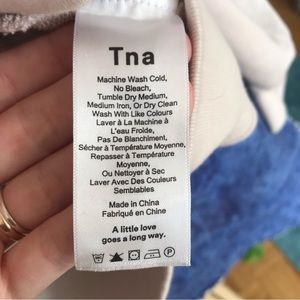 Tna
Machine Wash Cold,
No Bleach,
Tumble Dry Medium,
Medium Iron, Or Dry Clean
Wash With Like Colours
Laver À La Machine à
L'eau Froide,
Pas De Blanchiment,
Sécher à Température Moyenne,
Repasser à Température
Moyenne,
Ou Nettoyer à Sec
Laver Avec Des Couleurs
Semblables
Made in China
Fabriqué en Chine
A little love
goes a long way.